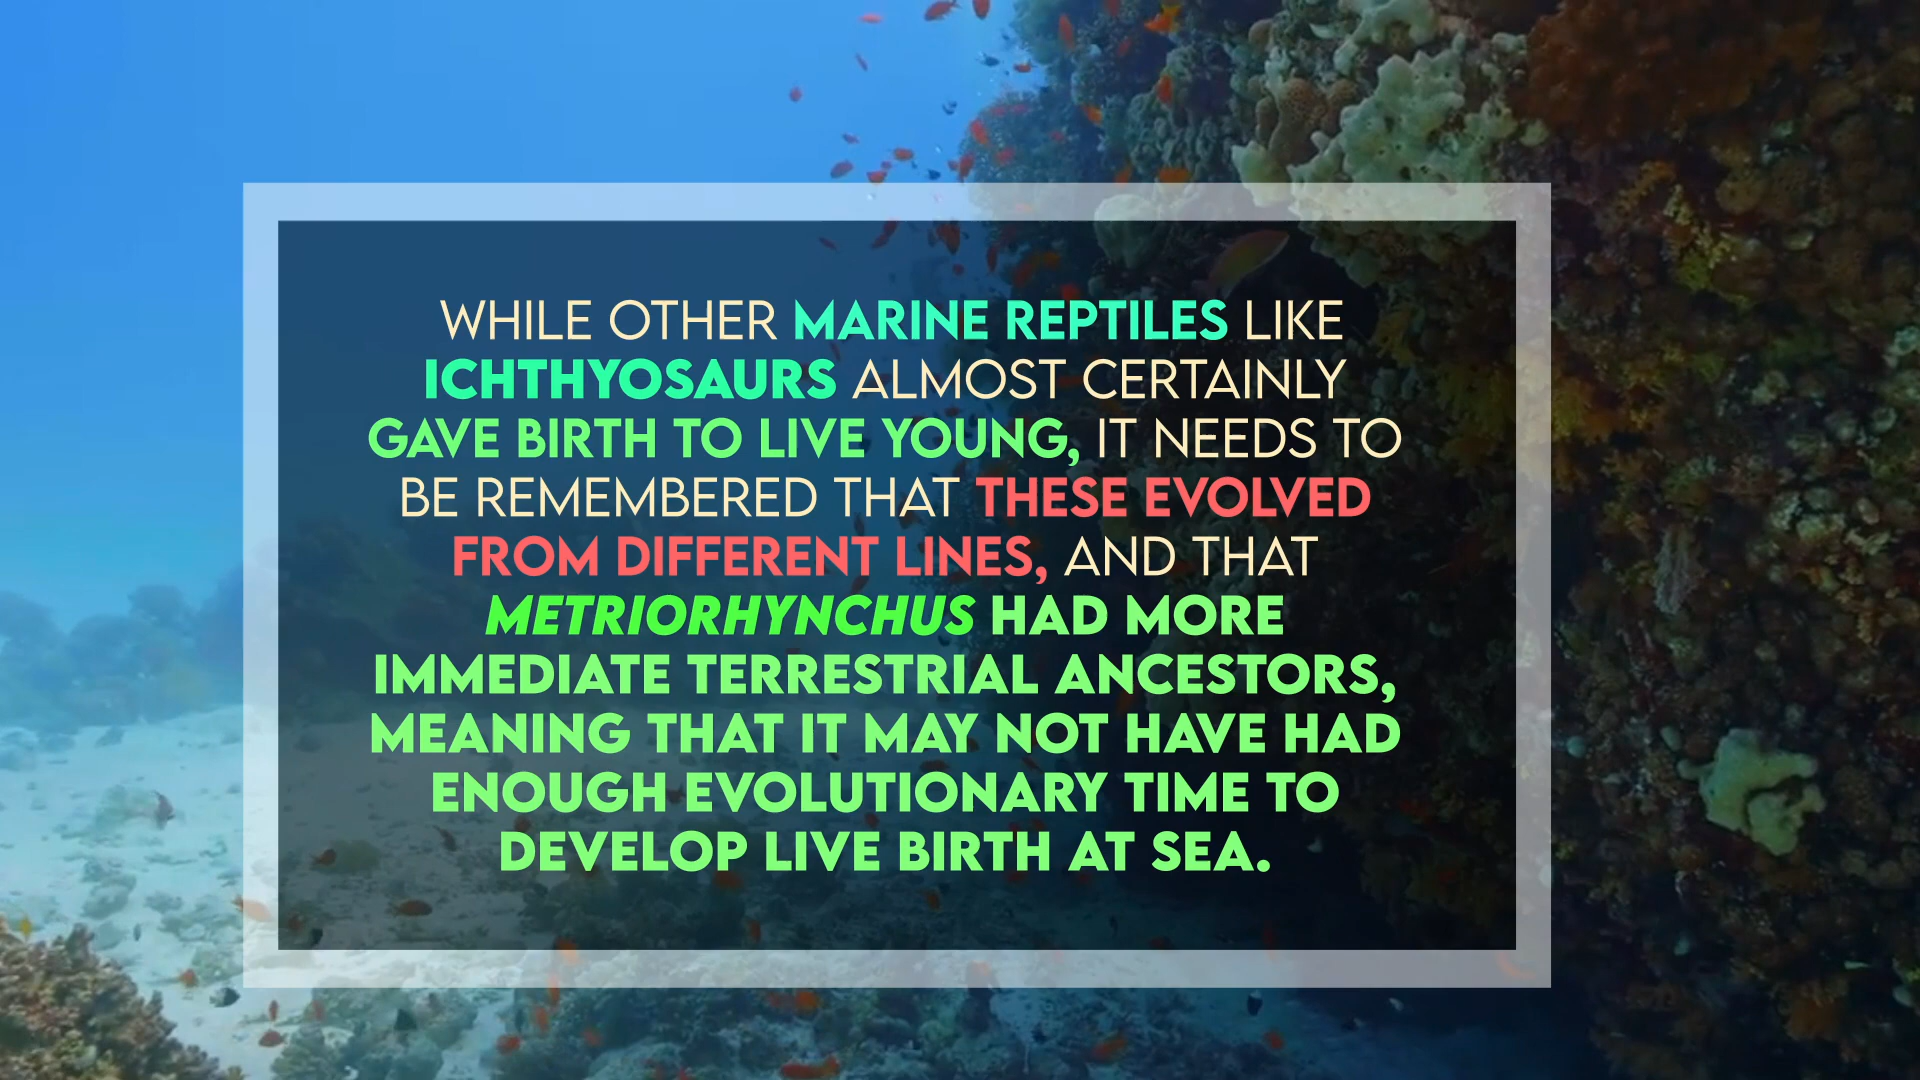 WHILE OTHER MARINE REPTILES LIKE
ICHTHYOSAURS ALMOST CERTAINLY
GAVE BIRTH TO LIVE YOUNG, IT NEEDS TO
BE REMEMBERED THAT THESE EVOLVED
FROM DIFFERENT LINES, AND THAT
METRIORHYNCHUS HAD MORE
IMMEDIATE TERRESTRIAL ANCESTORS,
MEANING THAT IT MAY NOT HAVE HAD
ENOUGH EVOLUTIONARY TIME TO
DEVELOP LIVE BIRTH AT SEA.